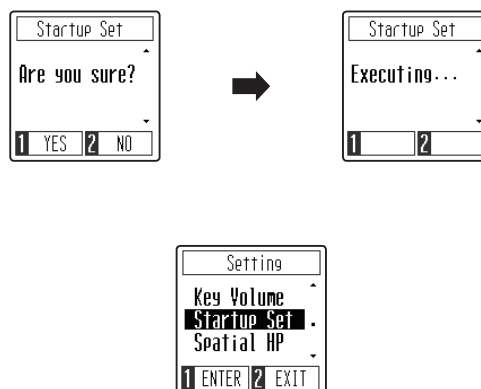 Startup Set
Are you sure?
1 YES 2 NO
Startup Set
Executing...
1 2
Setting
Key Volume
Startup Set
Spatial HP
1 ENTER 2 EXIT